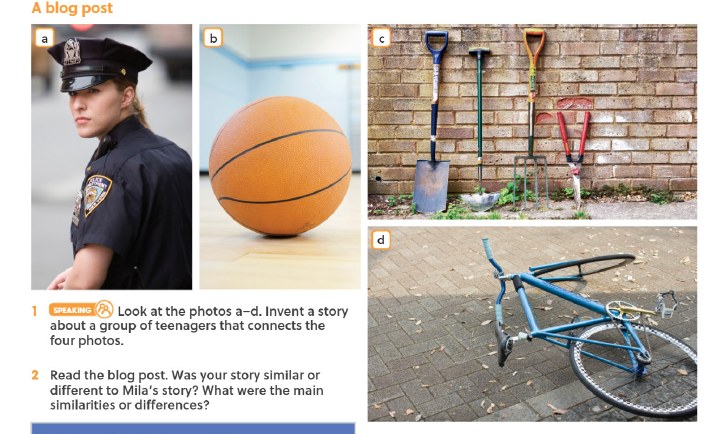 A blog post
a
b
c
d
1 SPEAKING Look at the photos a–d. Invent a story
about a group of teenagers that connects the
four photos.
2 Read the blog post. Was your story similar or
different to Mila's story? What were the main
similarities or differences?